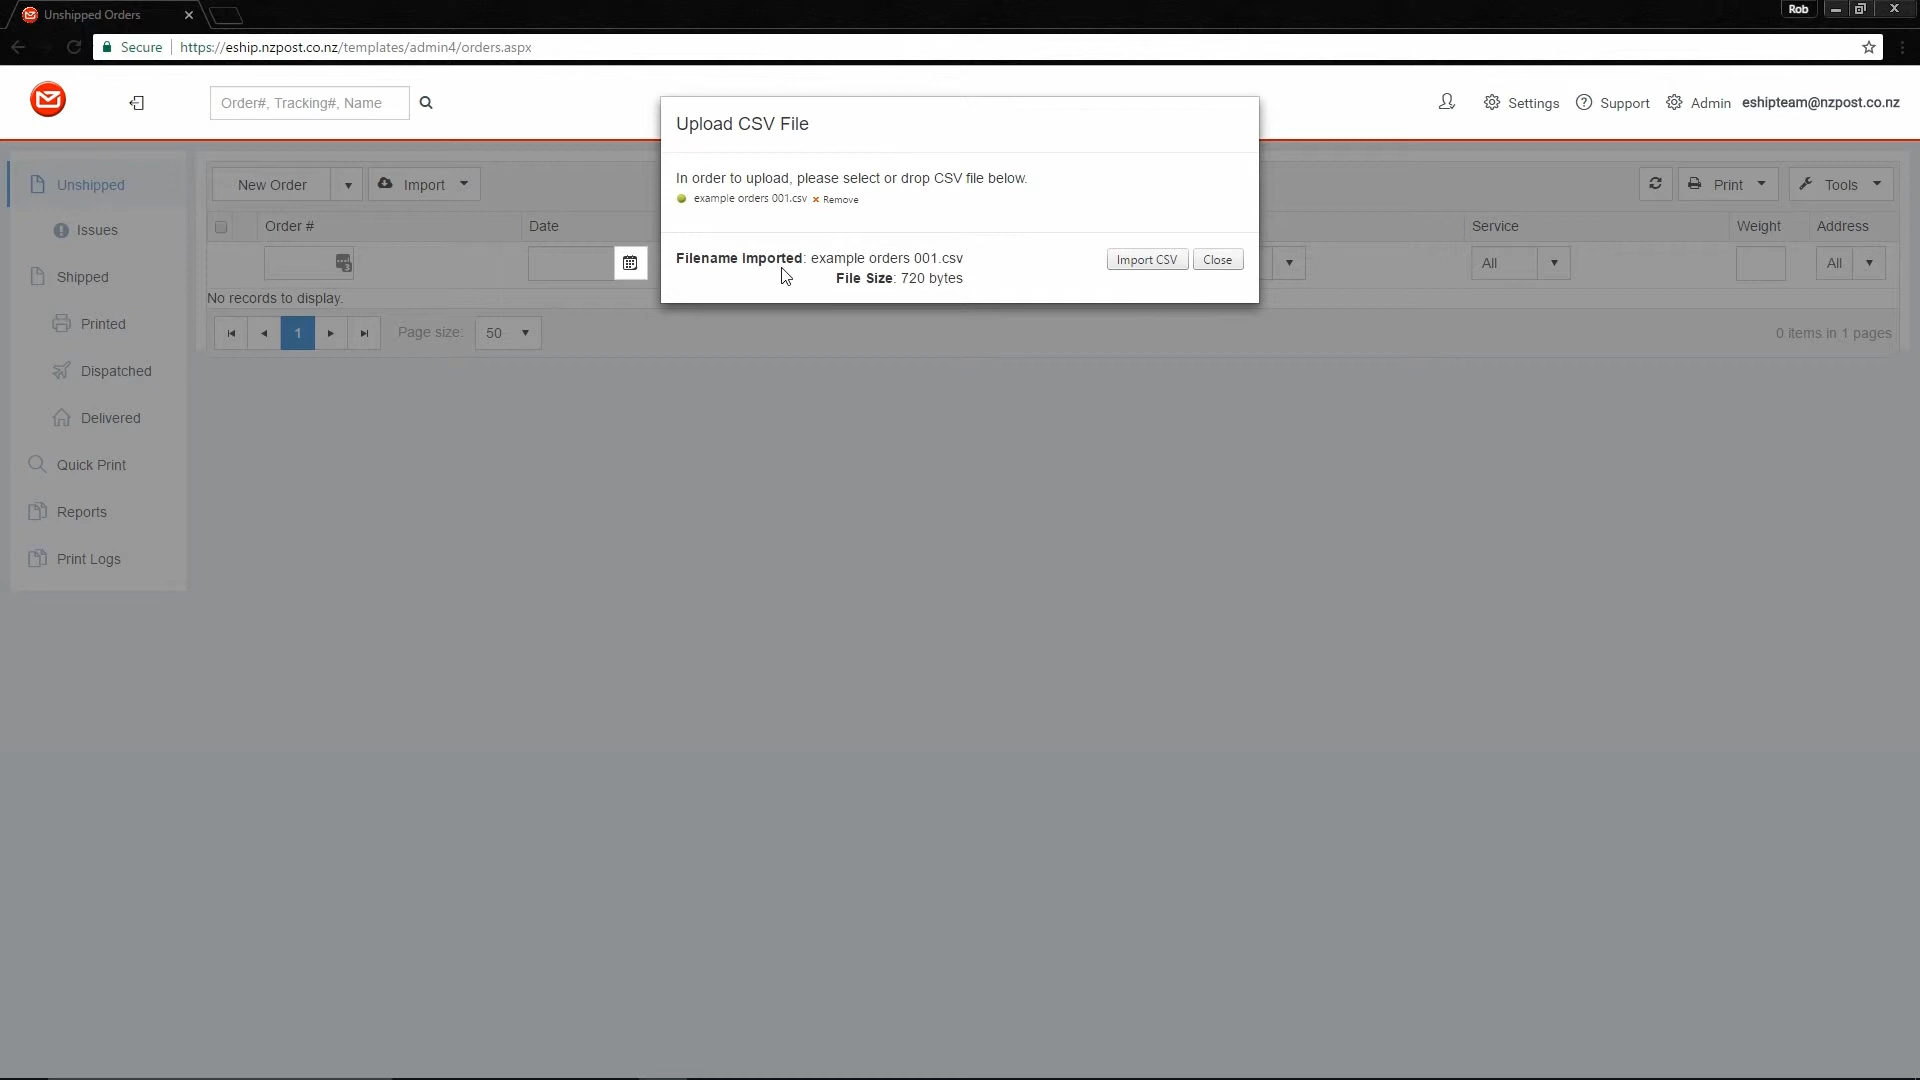 Unshipped Orders
Rob
Secure
https://eship.nzpost.co.nz/templates/admin4/orders.aspx
Order#, Tracking#, Name
Settings
Support
Admin
eshipteam@nzpost.co.nz
Upload CSV File
In order to upload, please select or drop CSV file below.
example orders 001.csv
Remove
Filename Imported: example orders 001.csv
File Size: 720 bytes
Import CSV
Close
Unshipped
Issues
Shipped
Printed
Dispatched
Delivered
Quick Print
Reports
Print Logs
New Order
Import
Print
Tools
Order #
Date
Service
Weight
Address
3
All
All
No records to display.
1
Page size:
50
0 items in 1 pages